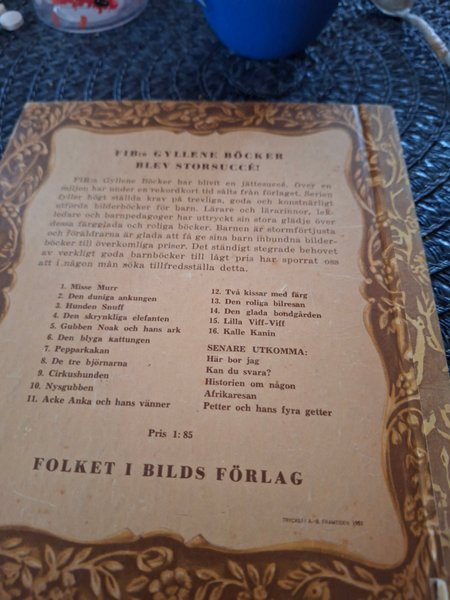 FIB:s GYLLENE BÖCKER
BLEV STORSUCCÉ!
FIB:s Gyllene Böcker har blivit en jättesuccé. Över en
miljon har under en rekordkort tid sålts från förlaget. Serien
fyller högt ställda krav på trevliga, goda och konstnärligt
utförda bilderböcker för barn. Lärare och lärarinnor, lek-
ledare och barnpedagoger har uttryckt sin stora glädje över
dessa färgglada och roliga böcker. Barnen är stormförtjusta
och föräldrarna är glada att få ge sina barn inbundna bilder-
böcker till överkomliga priser. Det ständigt stegrade behovet
av verkligt goda barnböcker till lågt pris har sporrat oss
att i någon mån söka tillfredsställa detta.
1. Misse Murr
2. Den duniga ankungen
3. Hunden Snuff
4. Den skrynkliga elefanten
5. Gubben Noak och hans ark
6. Den blyga kattungen
7. Pepparkakan
8. De tre björnarna
9. Cirkushunden
10. Nysgubben
11. Acke Anka och hans vänner
12. Två kissar med färg
13. Den roliga bilresan
14. Den glada bondgården
15. Lilla Viff-Viff
16. Kalle Kanin
SENARE UTKOMMA:
Här bor jag
Kan du svara?
Historien om någon
Afrikaresan
Petter och hans fyra getter
Pris 1:85
FOLKET I BILDS FÖRLAG
TRYCKERI A.-B. FRAMTIDEN 1951